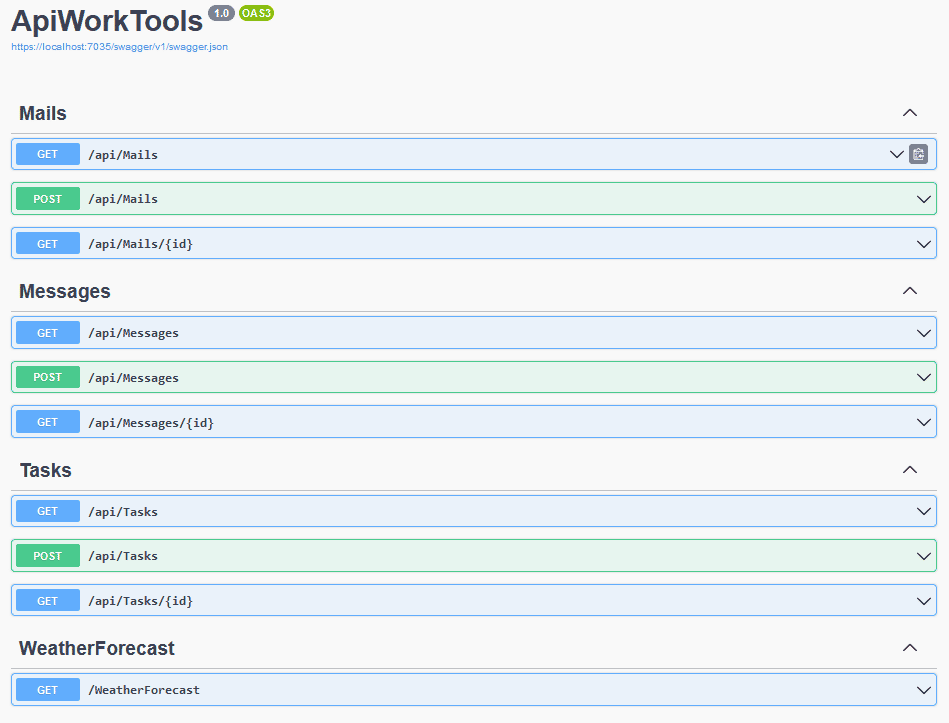 ApiWorkTools 1.0 OAS3
https://localhost:7035/swagger/v1/swagger.json
Mails
GET /api/Mails
POST /api/Mails
GET /api/Mails/{id}
Messages
GET /api/Messages
POST /api/Messages
GET /api/Messages/{id}
Tasks
GET /api/Tasks
POST /api/Tasks
GET /api/Tasks/{id}
WeatherForecast
GET /WeatherForecast